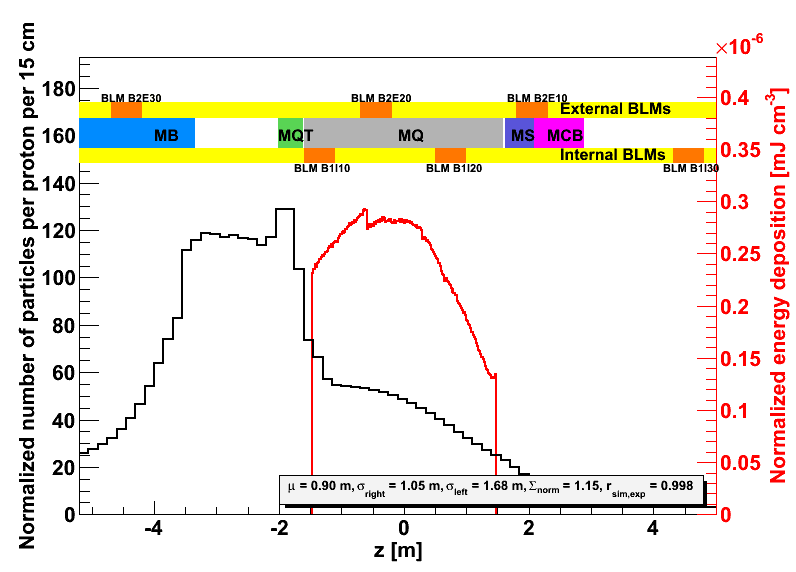 ×10⁻⁶
Normalized number of particles per proton per 15 cm
Normalized energy deposition [mJ cm⁻³]
180
160
140
120
100
80
60
40
20
0
0.4
0.35
0.3
0.25
0.2
0.15
0.1
0.05
0
BLM B2E30
BLM B2E20
BLM B2E10
External BLMs
MB
MQT
MQ
MS
MCB
Internal BLMs
BLM B1I10
BLM B1I20
BLM B1I30
μ = 0.90 m, σright = 1.05 m, σleft = 1.68 m, Σnorm = 1.15, rsim,exp = 0.998
-4
-2
0
2
4
z [m]